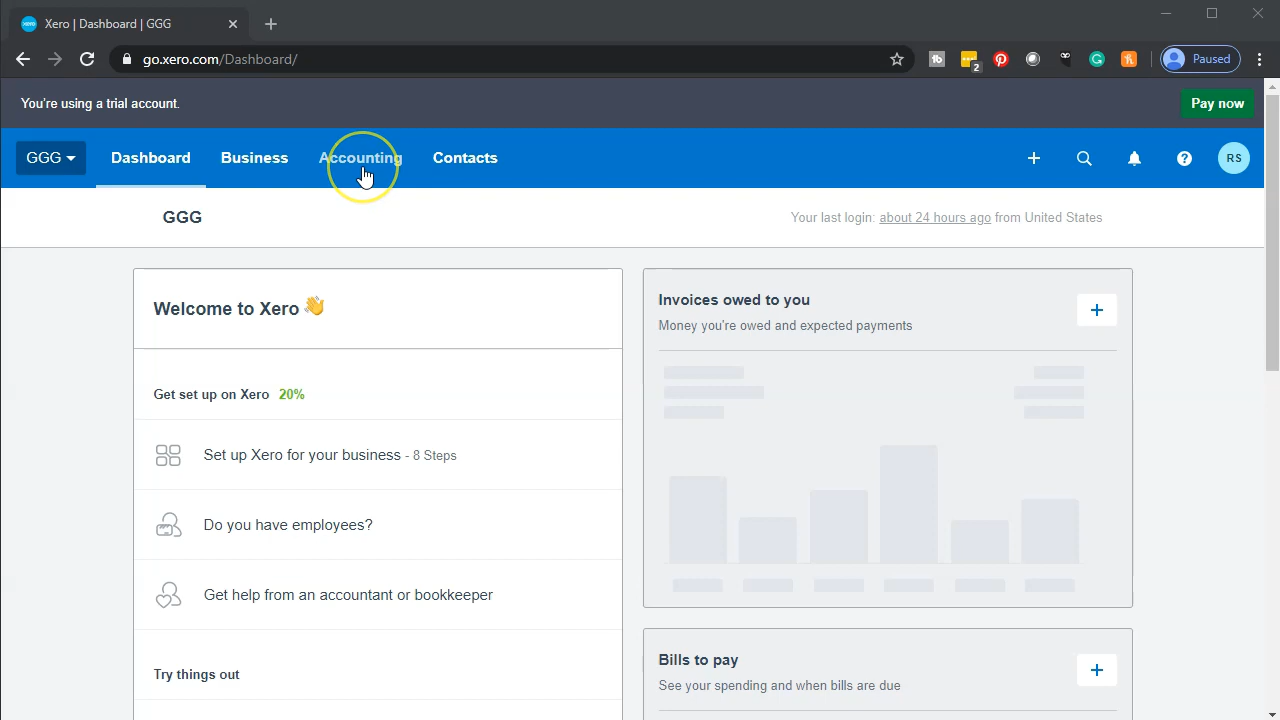 Xero | Dashboard | GGG
go.xero.com/Dashboard/
2
Paused
You're using a trial account.
Pay now
GGG
Dashboard
Business
Accounting
Contacts
RS
GGG
Your last login: about 24 hours ago from United States
Welcome to Xero 👋
Get set up on Xero 20%
Set up Xero for your business - 8 Steps
Do you have employees?
Get help from an accountant or bookkeeper
Try things out
Invoices owed to you
Money you're owed and expected payments
Bills to pay
See your spending and when bills are due